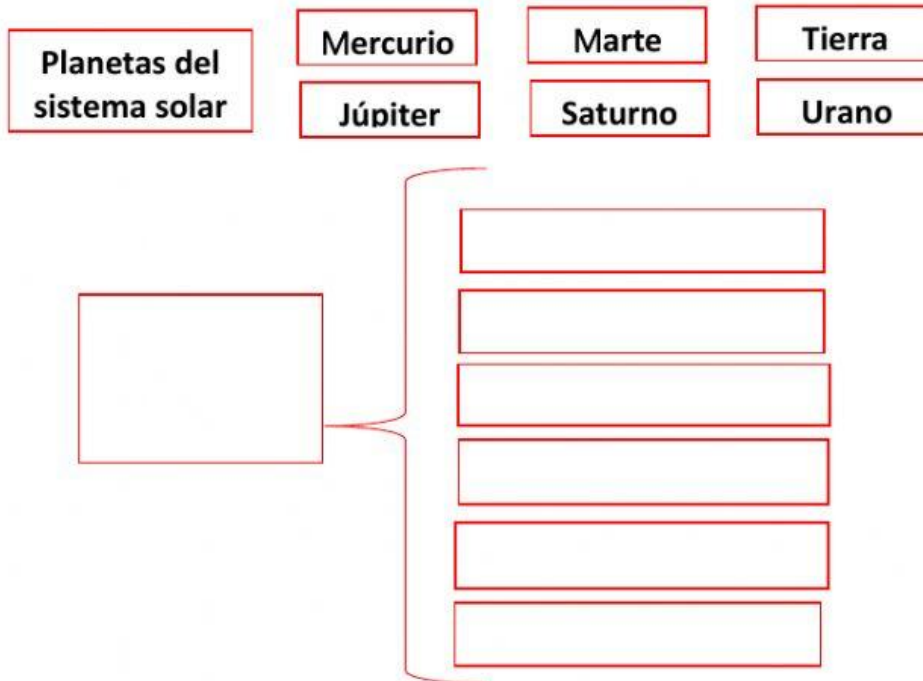 Planetas del
sistema solar
Mercurio
Marte
Tierra
Júpiter
Saturno
Urano